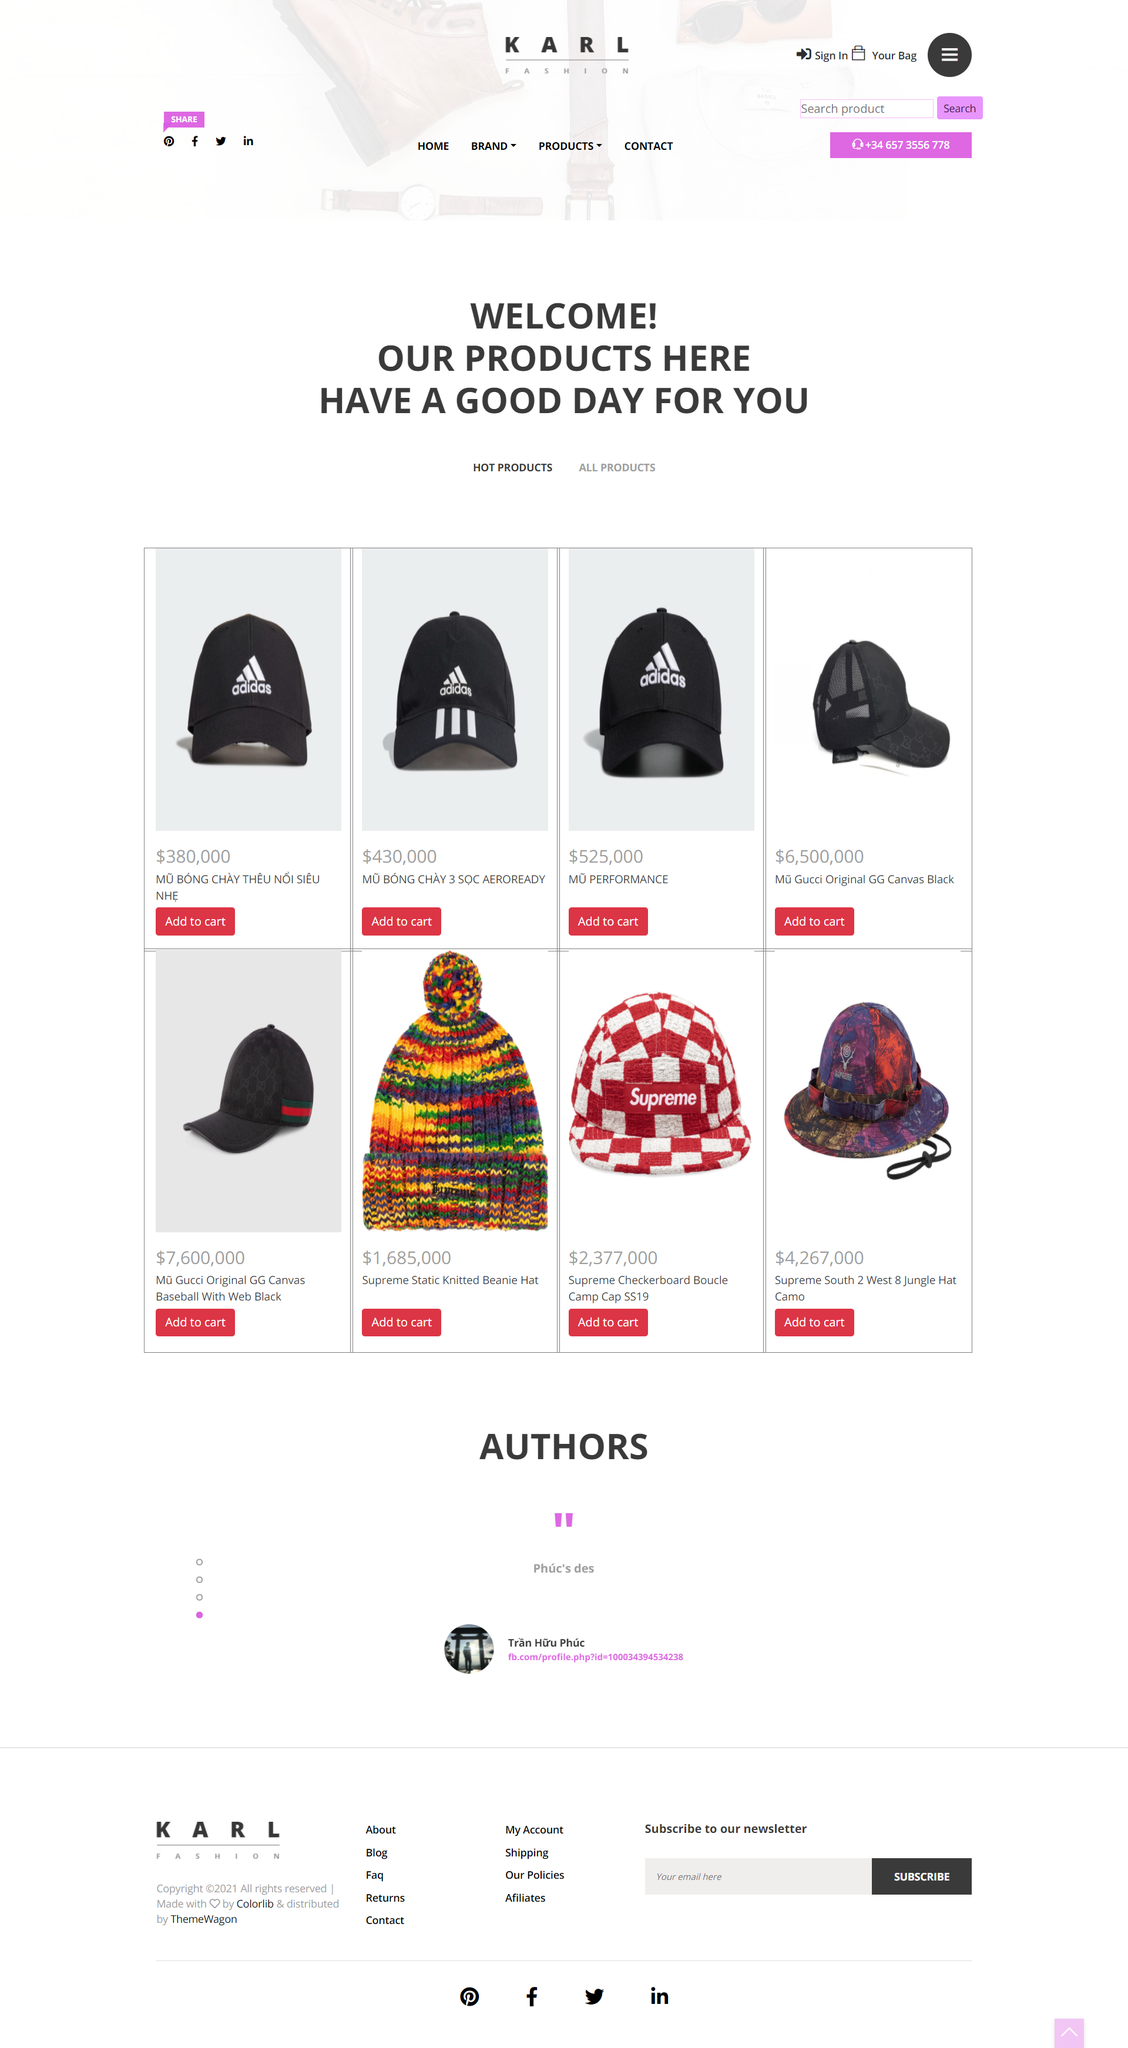 KARL
FASHION
Sign In Your Bag
Search product Search
SHARE
HOME BRAND PRODUCTS CONTACT
+34 657 3556 778
WELCOME!
OUR PRODUCTS HERE
HAVE A GOOD DAY FOR YOU
HOT PRODUCTS ALL PRODUCTS
adidas
adidas
adidas
$380,000
MŨ BÓNG CHÀY THÊU NỔI SIÊU
NHẸ
Add to cart
$430,000
MŨ BÓNG CHÀY 3 SỌC AEROREADY
Add to cart
$525,000
MŨ PERFORMANCE
Add to cart
$6,500,000
Mũ Gucci Original GG Canvas Black
Add to cart
Supreme
$7,600,000
Mũ Gucci Original GG Canvas
Baseball With Web Black
Add to cart
$1,685,000
Supreme Static Knitted Beanie Hat
Add to cart
$2,377,000
Supreme Checkerboard Boucle
Camp Cap SS19
Add to cart
$4,267,000
Supreme South 2 West 8 Jungle Hat
Camo
Add to cart
AUTHORS
"
Phúc's des
Trần Hữu Phúc
fb.com/profile.php?id=100034394534238
KARL
FASHION
Copyright ©2021 All rights reserved |
Made with ♡ by Colorlib & distributed
by ThemeWagon
About
Blog
Faq
Returns
Contact
My Account
Shipping
Our Policies
Afiliates
Subscribe to our newsletter
Your email here SUBSCRIBE